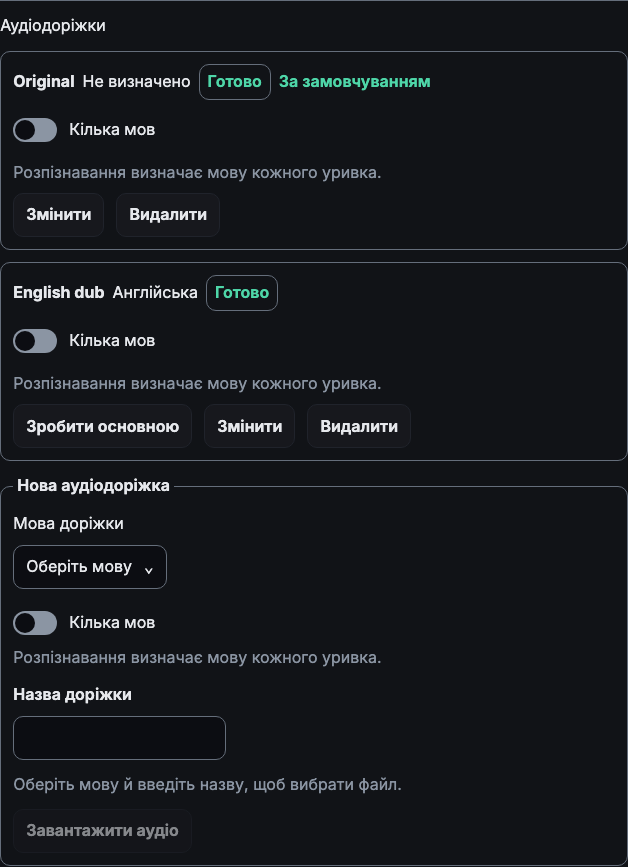 Аудіодоріжки
Original Не визначено Готово За замовчуванням
Кілька мов
Розпізнавання визначає мову кожного уривка.
Змінити Видалити
English dub Англійська Готово
Кілька мов
Розпізнавання визначає мову кожного уривка.
Зробити основною Змінити Видалити
Нова аудіодоріжка
Мова доріжки
Оберіть мову
Кілька мов
Розпізнавання визначає мову кожного уривка.
Назва доріжки
Оберіть мову й введіть назву, щоб вибрати файл.
Завантажити аудіо